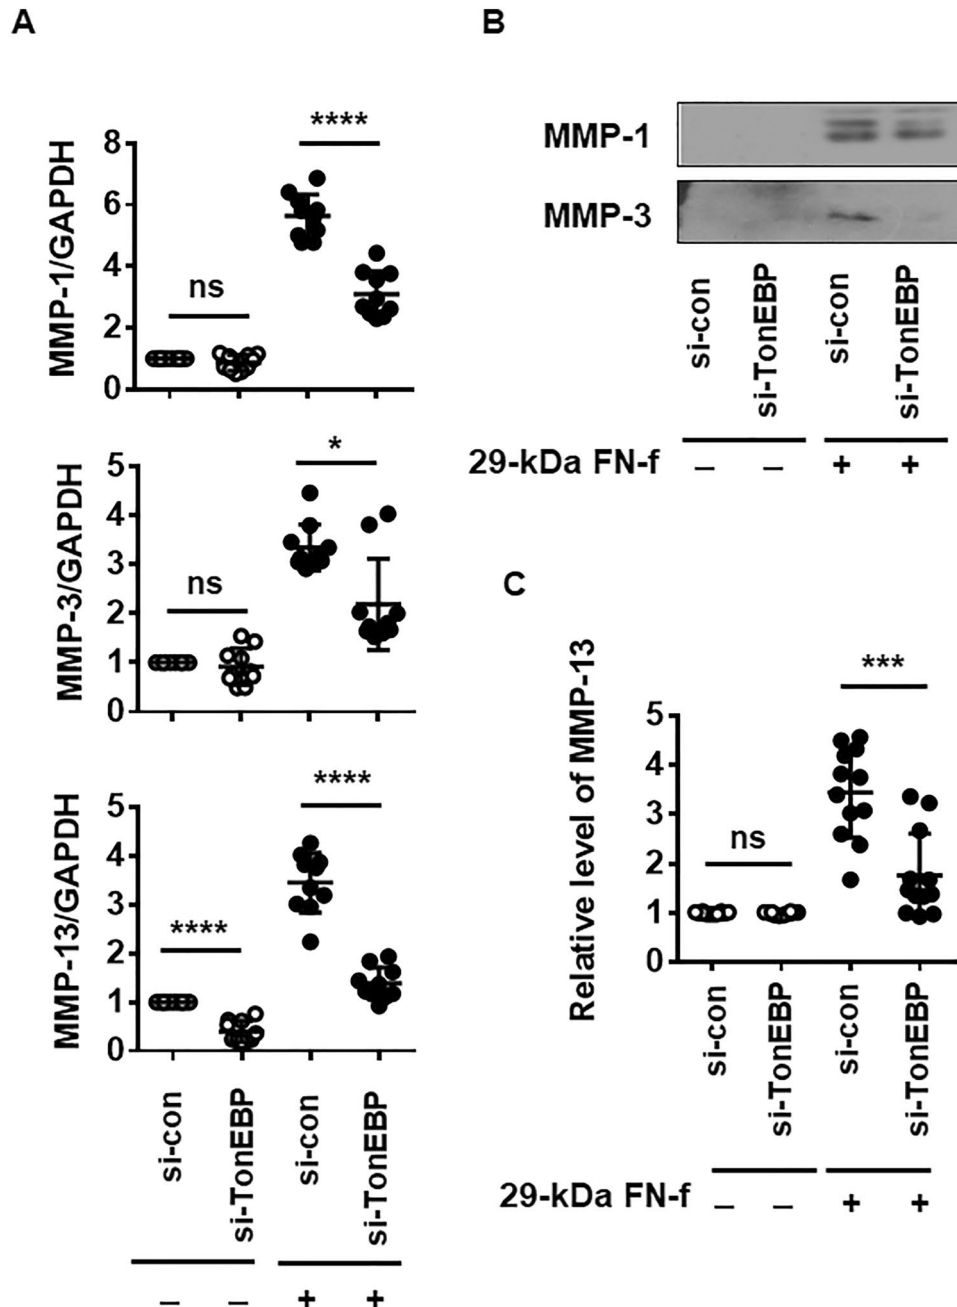 A
MMP-1/GAPDH
8
6
4
2
0
ns
****
MMP-3/GAPDH
5
4
3
2
1
0
ns
*
MMP-13/GAPDH
5
4
3
2
1
0
****
****
si-con
si-TonEBP
si-con
si-TonEBP
– – + +
B
MMP-1
MMP-3
si-con
si-TonEBP
si-con
si-TonEBP
29-kDa FN-f – – + +
C
Relative level of MMP-13
5
4
3
2
1
0
ns
***
si-con
si-TonEBP
si-con
si-TonEBP
29-kDa FN-f – – + +